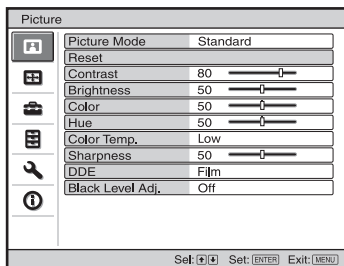 Picture
Picture Mode Standard
Reset
Contrast 80
Brightness 50
Color 50
Hue 50
Color Temp. Low
Sharpness 50
DDE Film
Black Level Adj. Off
Sel: Set: ENTER Exit: MENU